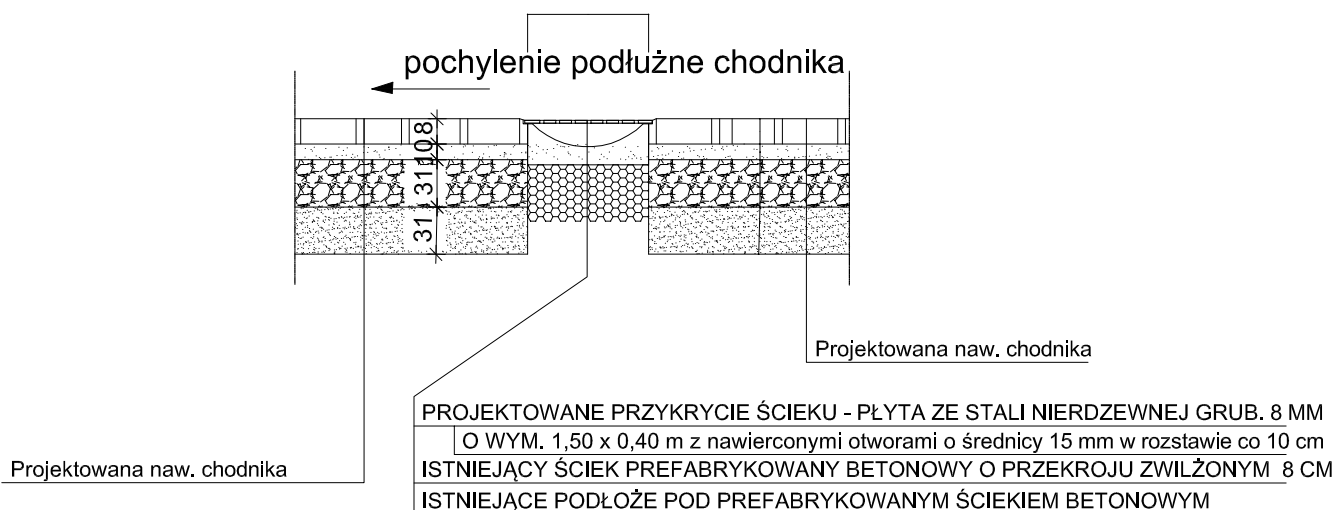 pochylenie podłużne chodnika
8
10
31
31
Projektowana naw. chodnika
PROJEKTOWANE PRZYKRYCIE ŚCIEKU - PŁYTA ZE STALI NIERDZEWNEJ GRUB. 8 MM
O WYM. 1,50 x 0,40 m z nawierconymi otworami o średnicy 15 mm w rozstawie co 10 cm
Projektowana naw. chodnika
ISTNIEJĄCY ŚCIEK PREFABRYKOWANY BETONOWY O PRZEKROJU ZWILŻONYM 8 CM
ISTNIEJĄCE PODŁOŻE POD PREFABRYKOWANYM ŚCIEKIEM BETONOWYM